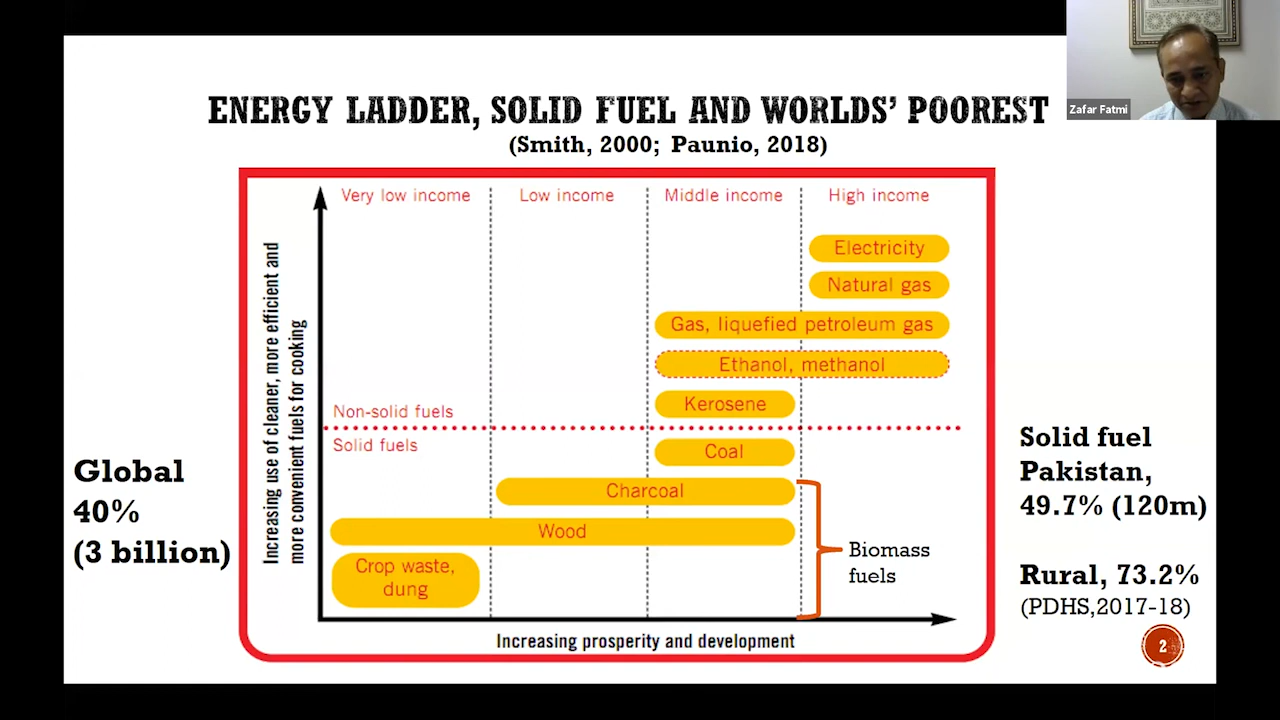 Zafar Fatmi
ENERGY LADDER, SOLID FUEL AND WORLDS’ POOREST
(Smith, 2000; Paunio, 2018)
Very low income
Low income
Middle income
High income
Increasing use of cleaner, more efficient and
more convenient fuels for cooking
Electricity
Natural gas
Gas, liquefied petroleum gas
Ethanol, methanol
Kerosene
Non-solid fuels
Solid fuels
Coal
Charcoal
Wood
Crop waste,
dung
Biomass
fuels
Increasing prosperity and development
Global
40%
(3 billion)
Solid fuel
Pakistan,
49.7% (120m)
Rural, 73.2%
(PDHS,2017-18)
2